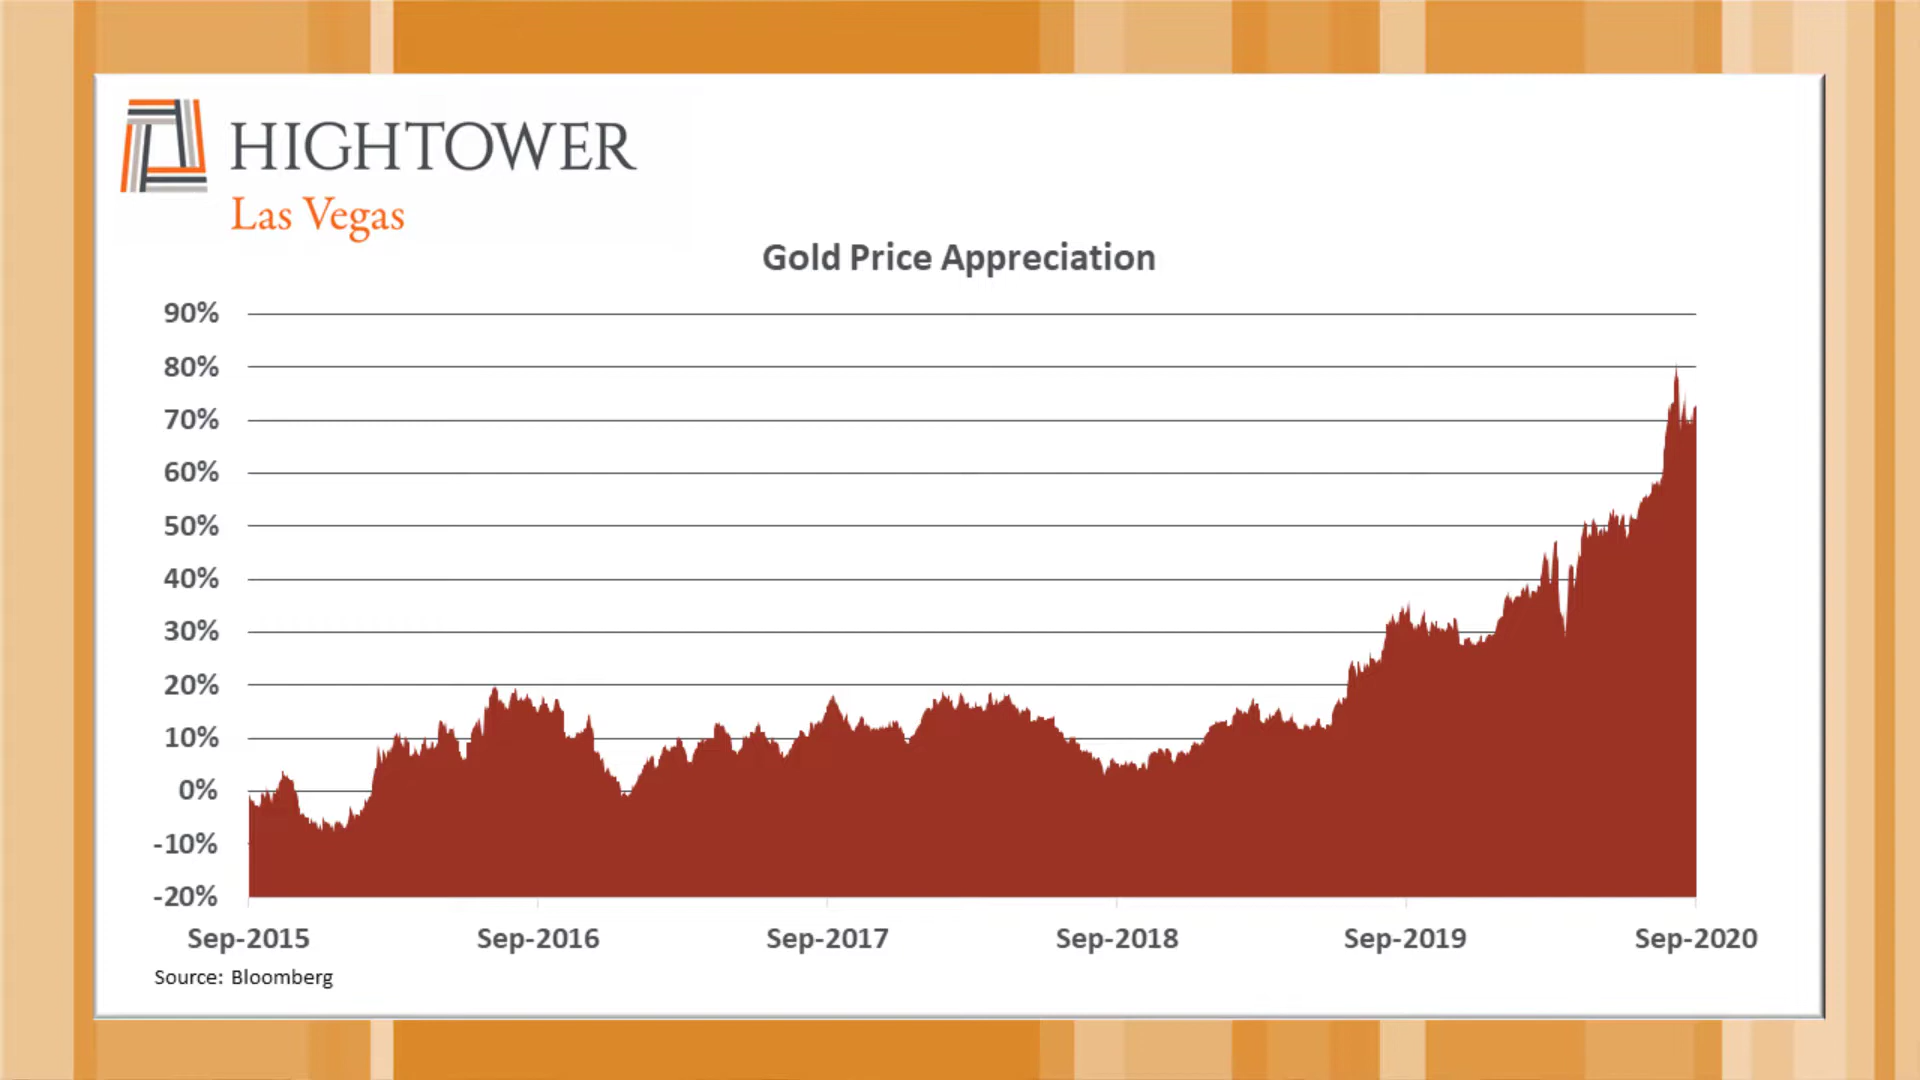 HIGHTOWER
Las Vegas
Gold Price Appreciation
90%
80%
70%
60%
50%
40%
30%
20%
10%
0%
-10%
-20%
Sep-2015 Sep-2016 Sep-2017 Sep-2018 Sep-2019 Sep-2020
Source: Bloomberg